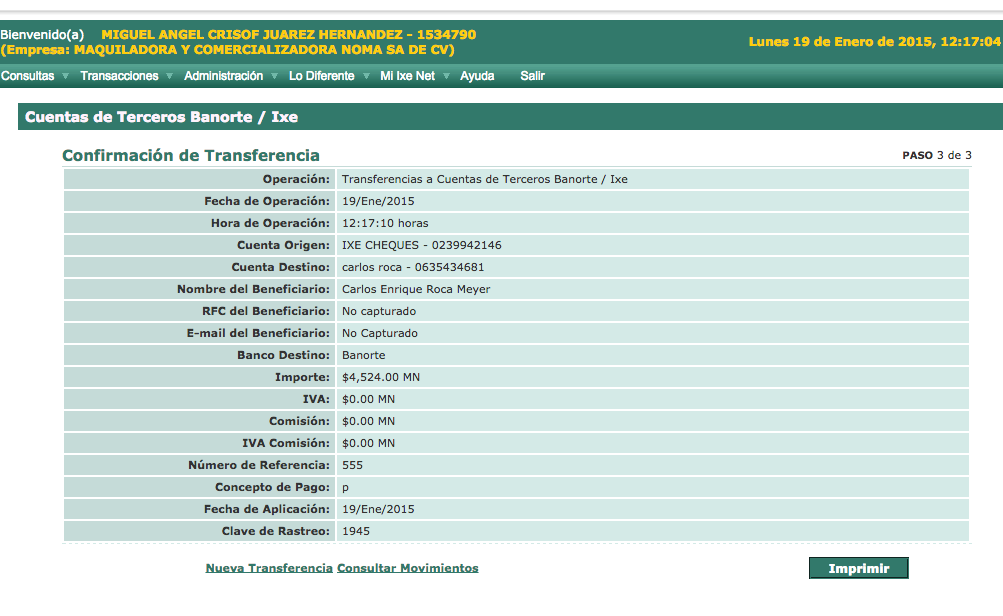 Bienvenido(a) MIGUEL ANGEL CRISOF JUAREZ HERNANDEZ - 1534790
(Empresa: MAQUILADORA Y COMERCIALIZADORA NOMA SA DE CV)
Lunes 19 de Enero de 2015, 12:17:04
Consultas Transacciones Administración Lo Diferente Mi Ixe Net Ayuda Salir
Cuentas de Terceros Banorte / Ixe
Confirmación de Transferencia PASO 3 de 3
Operación: Transferencias a Cuentas de Terceros Banorte / Ixe
Fecha de Operación: 19/Ene/2015
Hora de Operación: 12:17:10 horas
Cuenta Origen: IXE CHEQUES - 0239942146
Cuenta Destino: carlos roca - 0635434681
Nombre del Beneficiario: Carlos Enrique Roca Meyer
RFC del Beneficiario: No capturado
E-mail del Beneficiario: No Capturado
Banco Destino: Banorte
Importe: $4,524.00 MN
IVA: $0.00 MN
Comisión: $0.00 MN
IVA Comisión: $0.00 MN
Número de Referencia: 555
Concepto de Pago: p
Fecha de Aplicación: 19/Ene/2015
Clave de Rastreo: 1945
Nueva Transferencia Consultar Movimientos Imprimir